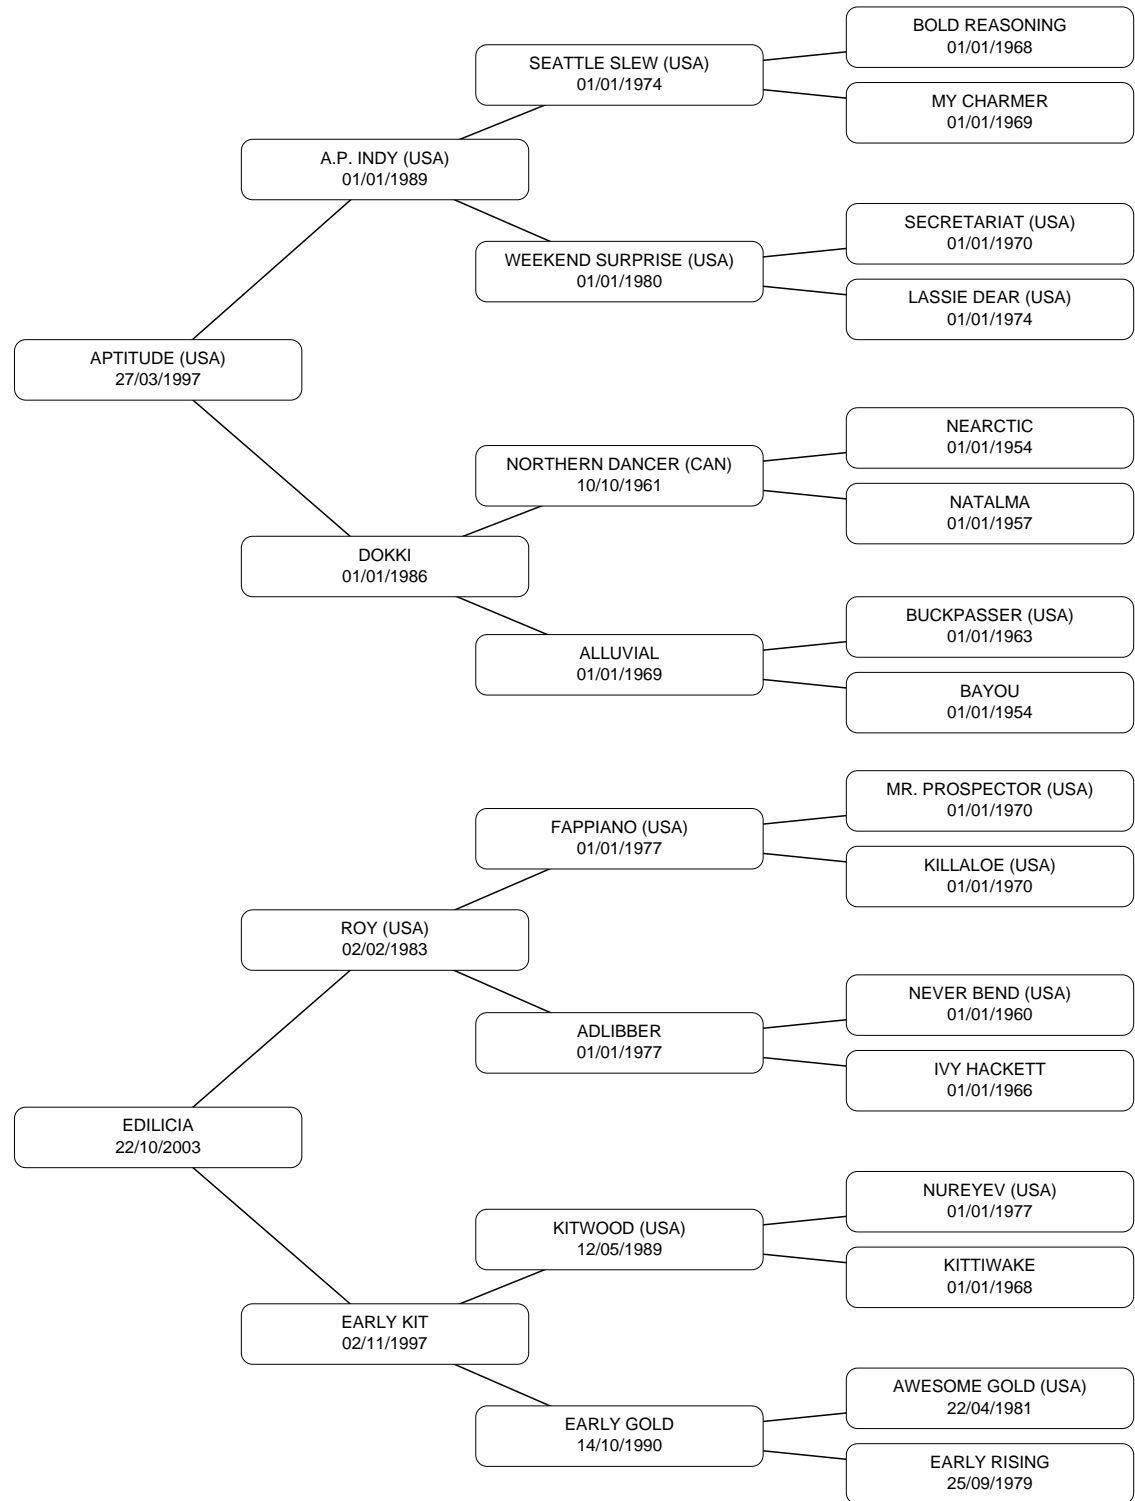 BOLD REASONING
01/01/1968
SEATTLE SLEW (USA)
01/01/1974
MY CHARMER
01/01/1969
A.P. INDY (USA)
01/01/1989
SECRETARIAT (USA)
01/01/1970
WEEKEND SURPRISE (USA)
01/01/1980
LASSIE DEAR (USA)
01/01/1974
APTITUDE (USA)
27/03/1997
NEARCTIC
01/01/1954
NORTHERN DANCER (CAN)
10/10/1961
NATALMA
01/01/1957
DOKKI
01/01/1986
BUCKPASSER (USA)
01/01/1963
ALLUVIAL
01/01/1969
BAYOU
01/01/1954
MR. PROSPECTOR (USA)
01/01/1970
FAPPIANO (USA)
01/01/1977
KILLALOE (USA)
01/01/1970
ROY (USA)
02/02/1983
NEVER BEND (USA)
01/01/1960
ADLIBBER
01/01/1977
IVY HACKETT
01/01/1966
EDILICIA
22/10/2003
NUREYEV (USA)
01/01/1977
KITWOOD (USA)
12/05/1989
KITTIWAKE
01/01/1968
EARLY KIT
02/11/1997
AWESOME GOLD (USA)
22/04/1981
EARLY GOLD
14/10/1990
EARLY RISING
25/09/1979